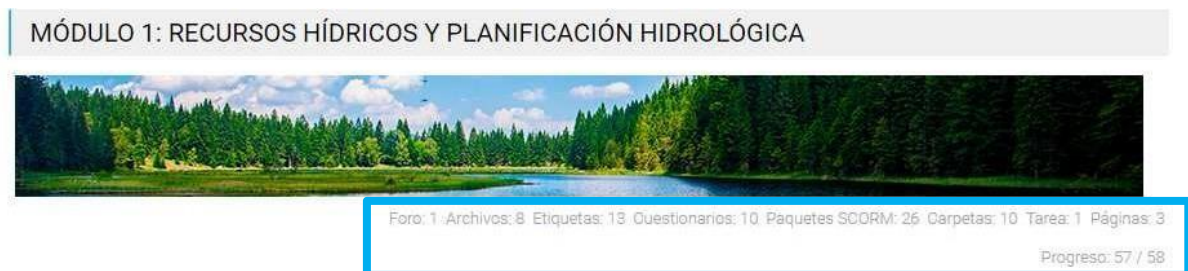 MÓDULO 1: RECURSOS HÍDRICOS Y PLANIFICACIÓN HIDROLÓGICA
Foro: 1 Archivos: 8 Etiquetas: 13 Cuestionarios: 10 Paquetes SCORM: 26 Carpetas: 10 Tarea: 1 Páginas: 3
Progreso: 57 / 58